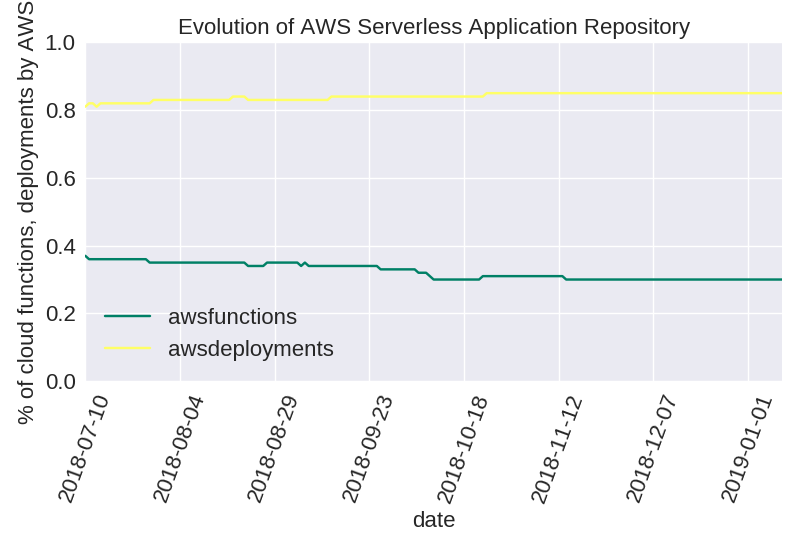 Evolution of AWS Serverless Application Repository
% of cloud functions, deployments by AWS
1.0
0.8
0.6
0.4
0.2
0.0
awsfunctions
awsdeployments
2018-07-10
2018-08-04
2018-08-29
2018-09-23
2018-10-18
2018-11-12
2018-12-07
2019-01-01
date